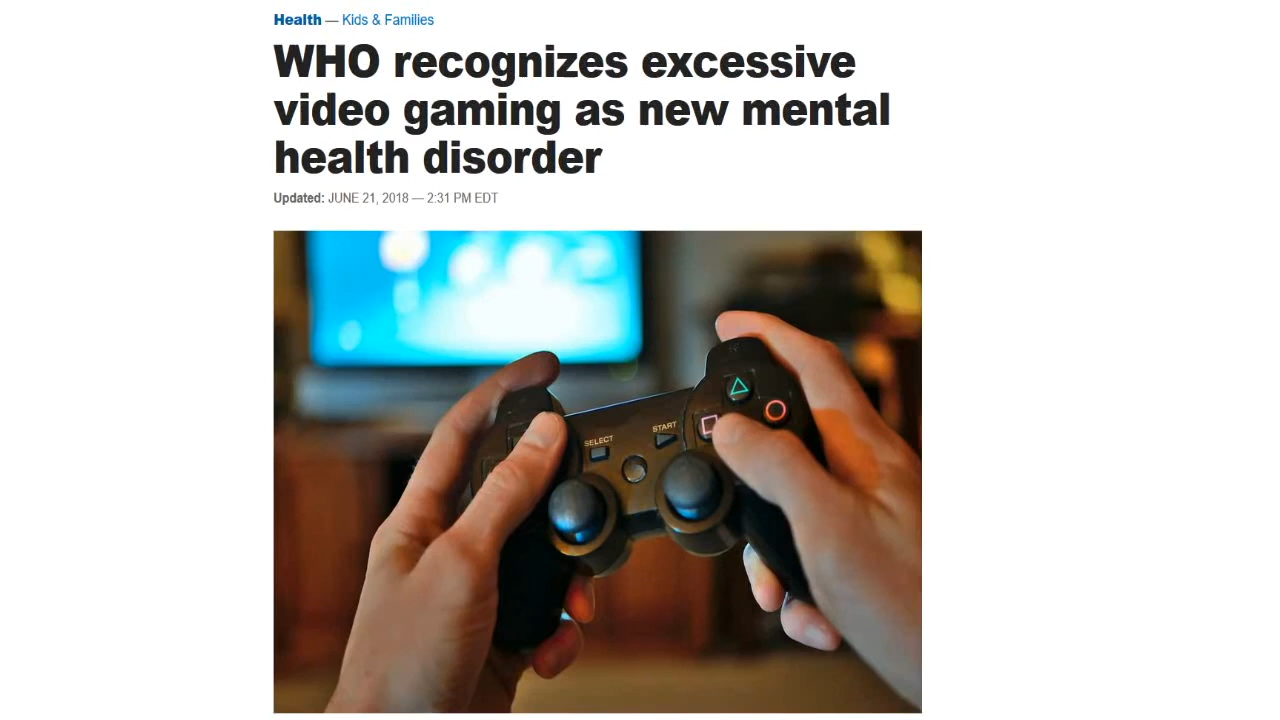 Health — Kids & Families
WHO recognizes excessive
video gaming as new mental
health disorder
Updated: JUNE 21, 2018 — 2:31 PM EDT
SELECT
START